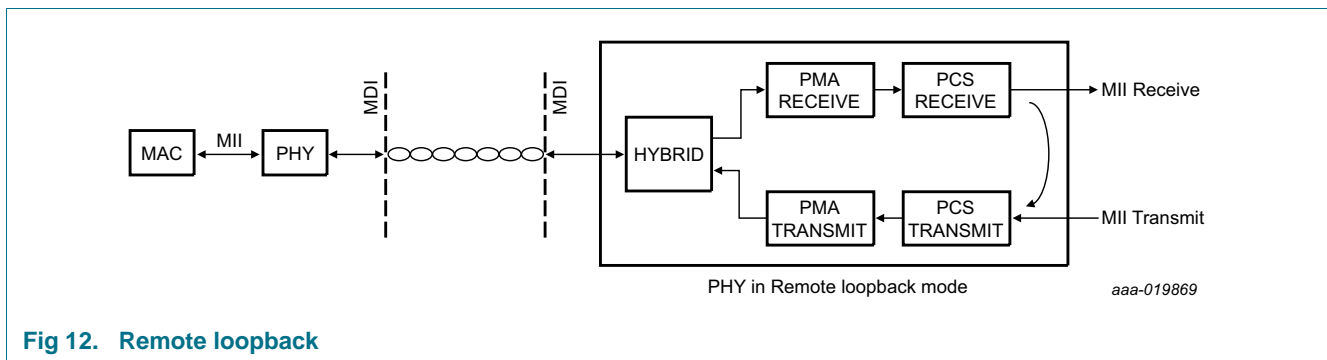 MDI
MDI
PMA
RECEIVE
PCS
RECEIVE
MII Receive
MAC
MII
PHY
HYBRID
PMA
TRANSMIT
PCS
TRANSMIT
MII Transmit
PHY in Remote loopback mode
aaa-019869
Fig 12. Remote loopback